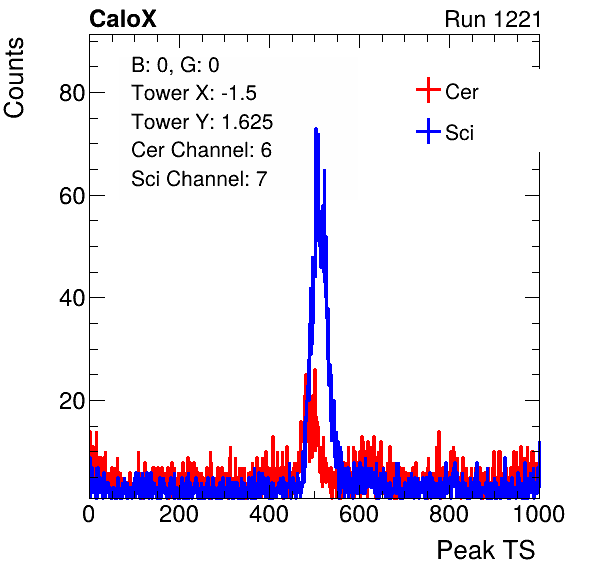 CaloX Run 1221
Counts
B: 0, G: 0
Tower X: -1.5
Tower Y: 1.625
Cer Channel: 6
Sci Channel: 7
Cer
Sci
80
60
40
20
0 200 400 600 800 1000
Peak TS